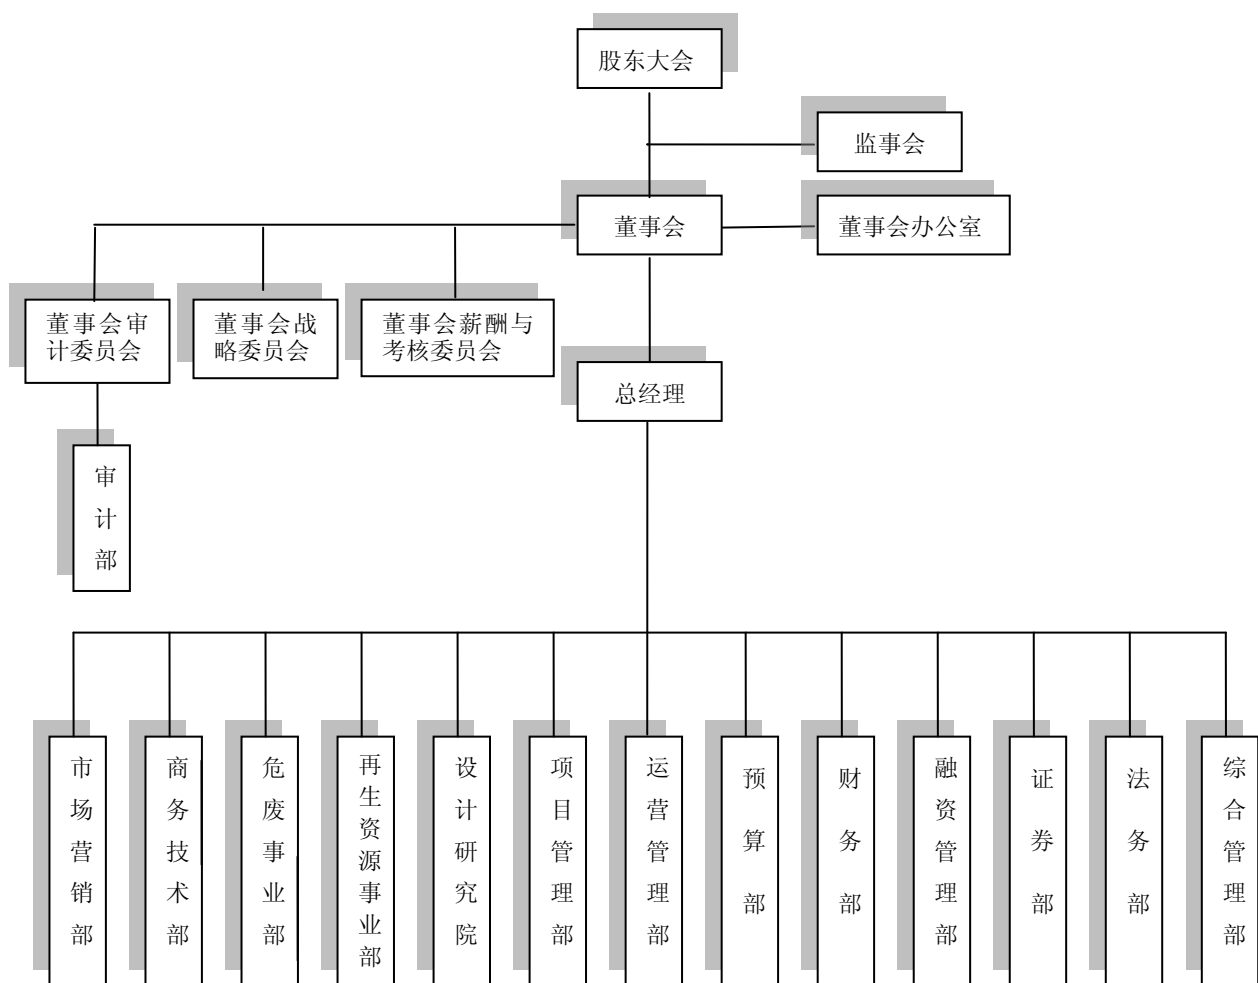 股东大会
监事会
董事会
董事会办公室
董事会审
计委员会
董事会战
略委员会
董事会薪酬与
考核委员会
总经理
审计部
市场营销部
商务技术部
危废事业部
再生资源事业部
设计研究院
项目管理部
运营管理部
预算部
财务部
融资管理部
证券部
法务部
综合管理部